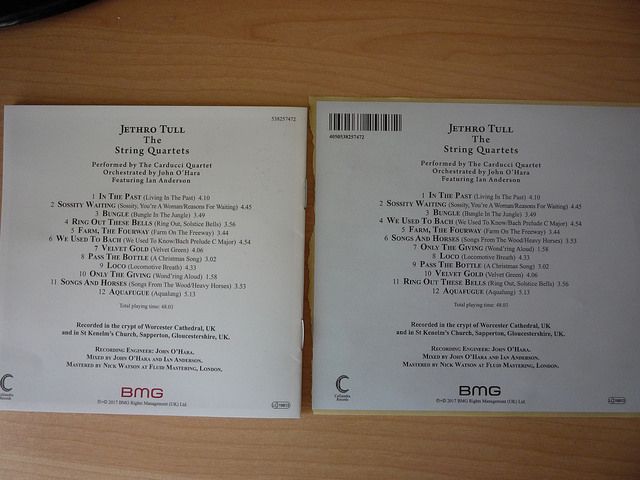 538257472
JETHRO TULL
The
String Quartets
Performed by The Carducci Quartet
Orchestrated by John O'Hara
Featuring Ian Anderson
1 IN THE PAST (Living In The Past) 4.10
2 SOSSITY WAITING (Sossity, You're A Woman/Reasons For Waiting) 4.45
3 BUNGLE (Bungle In The Jungle) 3.49
4 RING OUT THESE BELLS (Ring Out, Solstice Bells) 3.56
5 FARM, THE FOURWAY (Farm On The Freeway) 3.44
6 WE USED TO BACH (We Used To Know/Bach Prelude C Major) 4.54
7 VELVET GOLD (Velvet Green) 4.06
8 PASS THE BOTTLE (A Christmas Song) 3.02
9 LOCO (Locomotive Breath) 4.33
10 ONLY THE GIVING (Wond'ring Aloud) 1.58
11 SONGS AND HORSES (Songs From The Wood/Heavy Horses) 3.53
12 AQUAFUGUE (Aqualung) 5.13
Total playing time: 48.03
Recorded in the crypt of Worcester Cathedral, UK
and in St Kenelm's Church, Sapperton, Gloucestershire, UK.
RECORDING ENGINEER: JOHN O'HARA.
MIXED BY JOHN O'HARA AND IAN ANDERSON.
MASTERED BY NICK WATSON AT FLUID MASTERING, LONDON.
BMG
℗+© 2017 BMG Rights Management (UK) Ltd.
4050538257472
JETHRO TULL
The
String Quartets
Performed by The Carducci Quartet
Orchestrated by John O'Hara
Featuring Ian Anderson
1 IN THE PAST (Living In The Past) 4.10
2 SOSSITY WAITING (Sossity, You're A Woman/Reasons For Waiting) 4.45
3 BUNGLE (Bungle In The Jungle) 3.49
4 WE USED TO BACH (We Used To Know/Bach Prelude C Major) 4.54
5 FARM, THE FOURWAY (Farm On The Freeway) 3.44
6 SONGS AND HORSES (Songs From The Wood/Heavy Horses) 3.53
7 ONLY THE GIVING (Wond'ring Aloud) 1.58
8 LOCO (Locomotive Breath) 4.33
9 PASS THE BOTTLE (A Christmas Song) 3.02
10 VELVET GOLD (Velvet Green) 4.06
11 RING OUT THESE BELLS (Ring Out, Solstice Bells) 3.56
12 AQUAFUGUE (Aqualung) 5.13
Total playing time: 48.03
Recorded in the crypt of Worcester Cathedral, UK
and in St Kenelm's Church, Sapperton, Gloucestershire, UK.
RECORDING ENGINEER: JOHN O'HARA.
MIXED BY JOHN O'HARA AND IAN ANDERSON.
MASTERED BY NICK WATSON AT FLUID MASTERING, LONDON.
Calliandra
Records
BMG
℗+© 2017 BMG Rights Management (UK) Ltd.